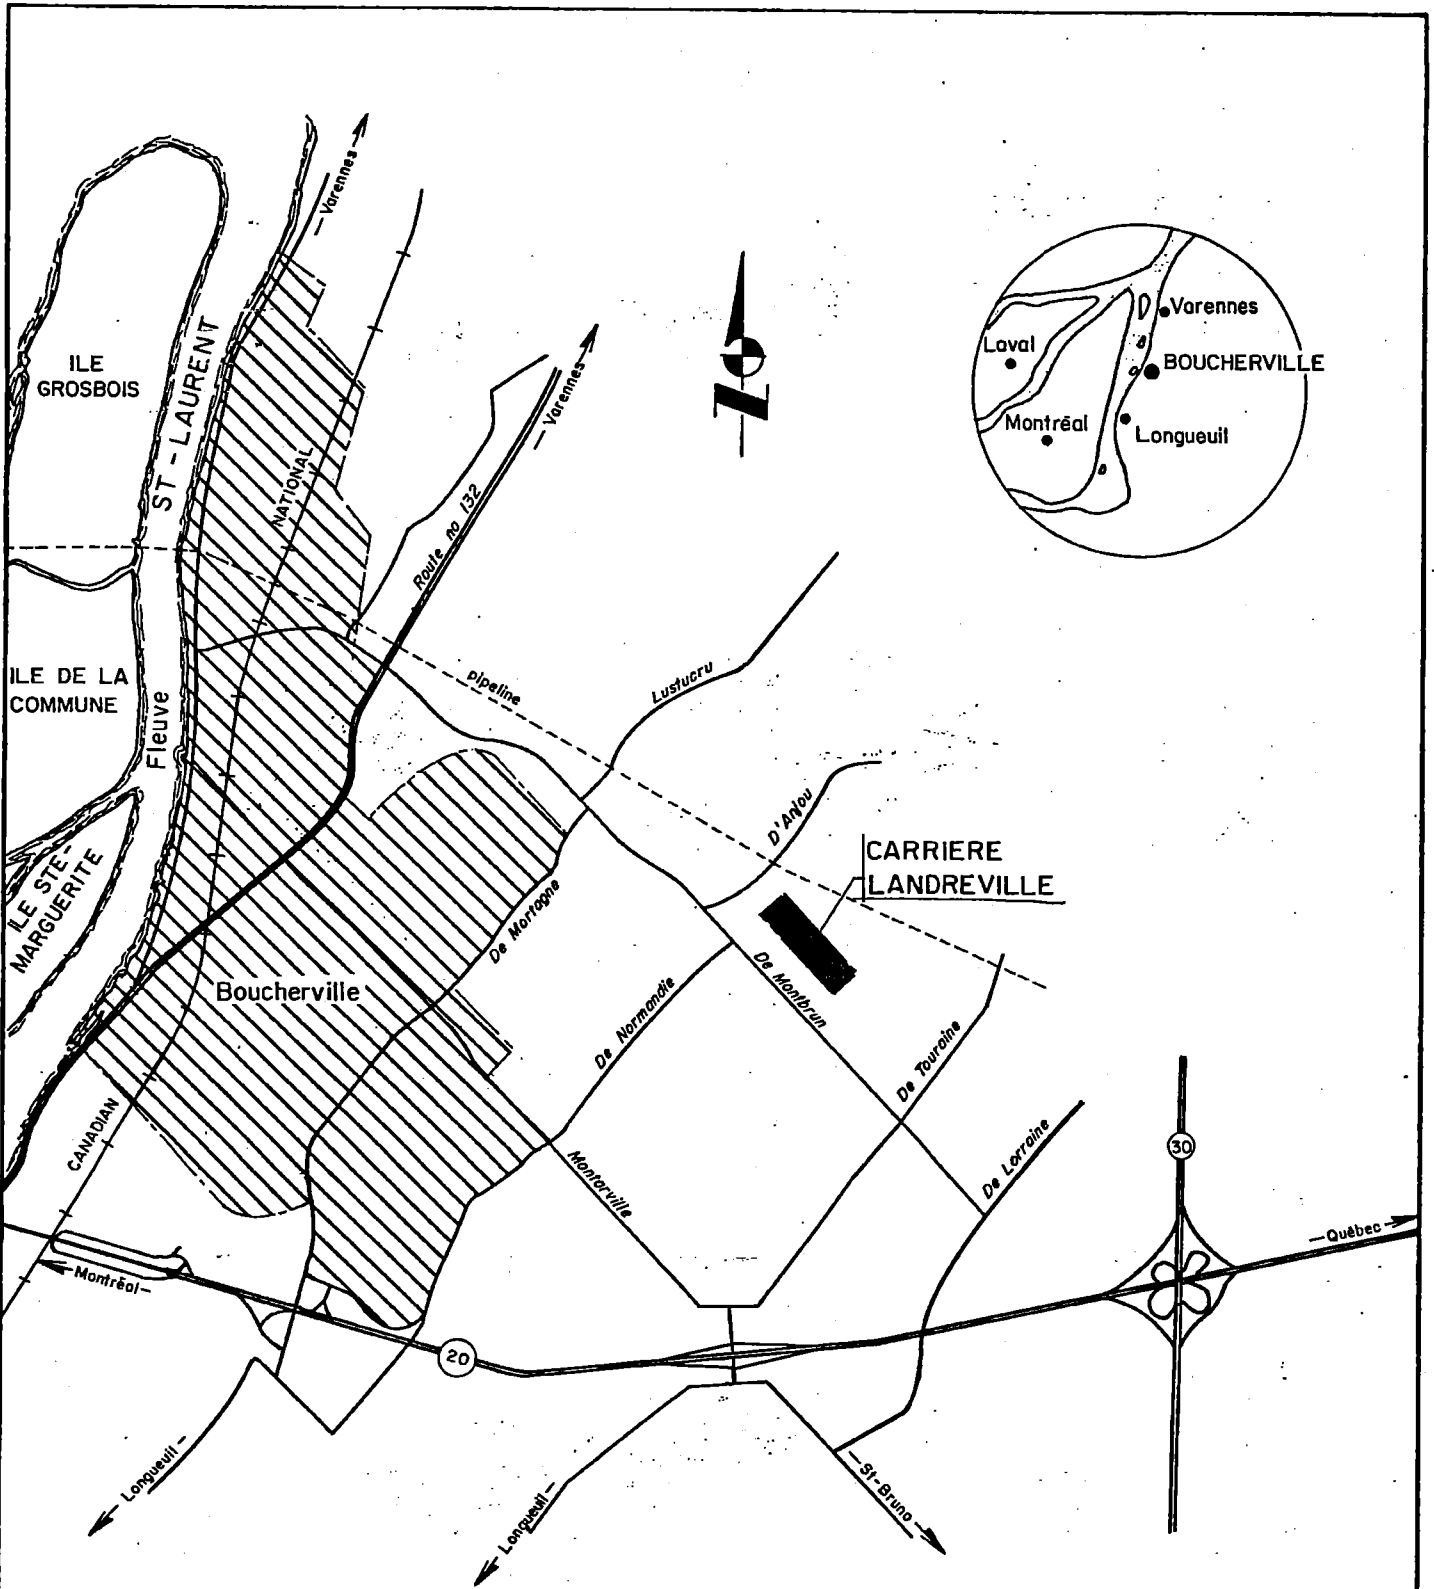 Varennes
ILE
GROSBOIS
ST-LAURENT
NATIONAL
Varennes
Route no 132
Laval
Varennes
BOUCHERVILLE
Montréal
Longueuil
ILE DE LA
COMMUNE
Fleuve
pipeline
Lustucru
D'Anjou
CARRIERE
LANDREVILLE
ILE STE-
MARGUERITE
De Mortagne
Boucherville
De Normandie
De Montbrun
De Touraine
CANADIAN
Montarville
De Lorraine
30
Québec
Montréal
20
Longueuil
Longueuil
St-Bruno